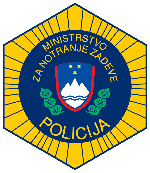 MINISTRSTVO
ZA NOTRANJE ZADEVE
POLICIJA